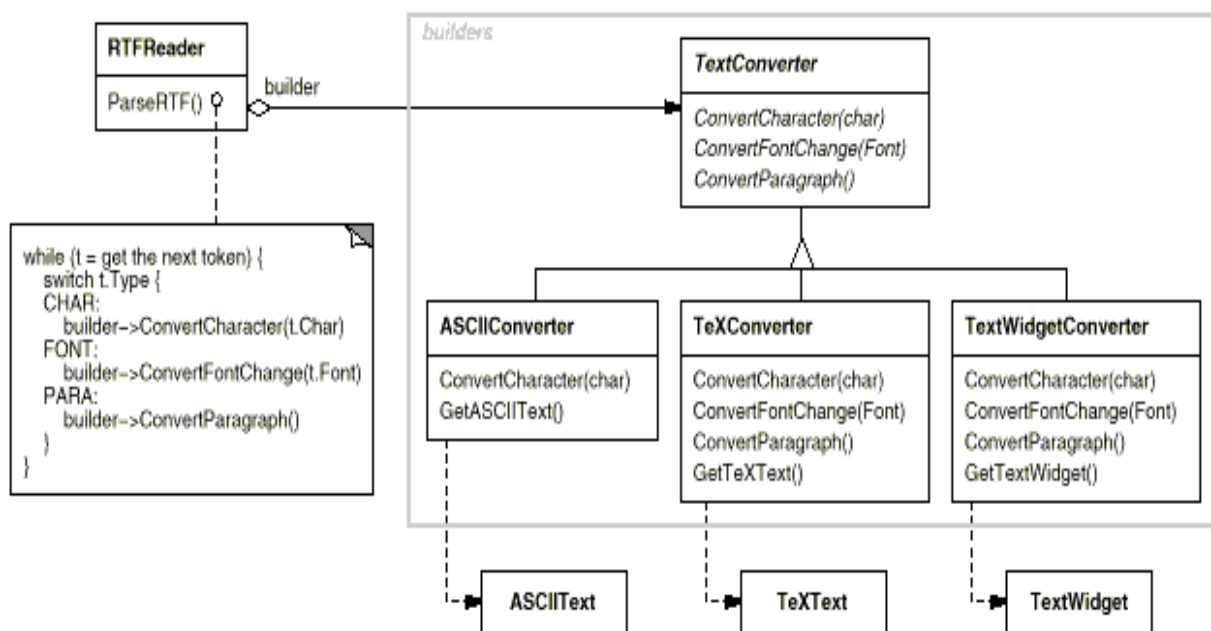 builders
RTFReader
ParseRTF()
builder
TextConverter
ConvertCharacter(char)
ConvertFontChange(Font)
ConvertParagraph()
while (t = get the next token) {
switch t.Type {
CHAR:
builder->ConvertCharacter(t.Char)
FONT:
builder->ConvertFontChange(t.Font)
PARA:
builder->ConvertParagraph()
}
}
ASCIIConverter
ConvertCharacter(char)
GetASCIIText()
TeXConverter
ConvertCharacter(char)
ConvertFontChange(Font)
ConvertParagraph()
GetTeXText()
TextWidgetConverter
ConvertCharacter(char)
ConvertFontChange(Font)
ConvertParagraph()
GetTextWidget()
ASCIIText
TeXText
TextWidget